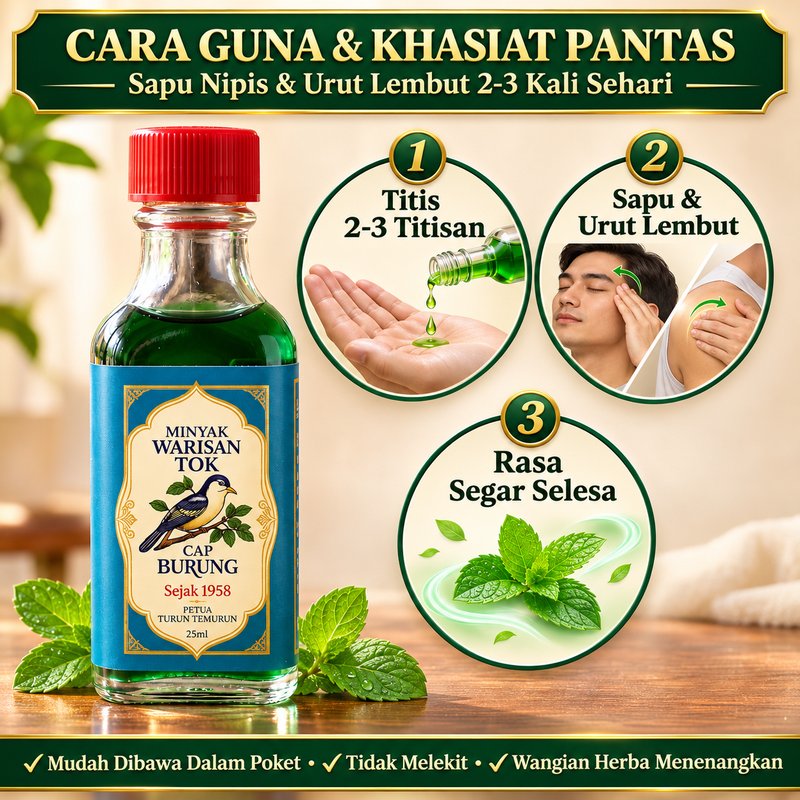 CARA GUNA & KHASIAT PANTAS
Sapu Nipis & Urut Lembut 2-3 Kali Sehari
1
Titis
2-3 Titisan
2
Sapu &
Urut Lembut
3
Rasa
Segar Selesa
MINYAK
WARISAN
TOK
CAP
BURUNG
Sejak 1958
PETUA
TURUN TEMURUN
25ml
✓ Mudah Dibawa Dalam Poket • ✓ Tidak Melekit • ✓ Wangian Herba Menenangkan